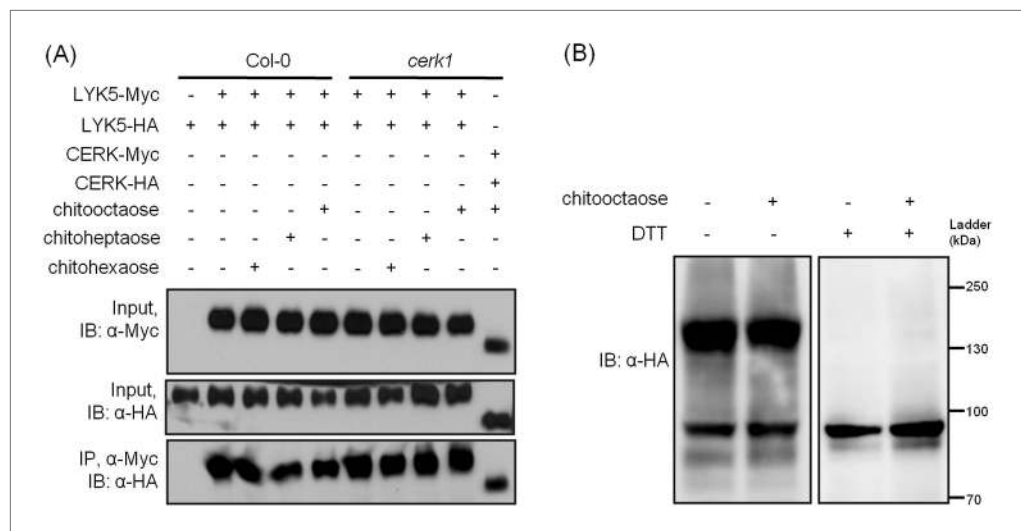 (A)
Col-0 cerk1
LYK5-Myc - + + + + + + + + -
LYK5-HA + + + + + + + + + -
CERK-Myc - - - - - - - - - +
CERK-HA - - - - - - - - - +
chitooctaose - - - - + - - - + +
chitoheptaose - - - + - - - + - -
chitohexaose - - + - - - + - - -
Input,
IB: α-Myc
Input,
IB: α-HA
IP, α-Myc
IB: α-HA
(B)
chitooctaose - + - +
DTT - - + +
Ladder
(kDa)
250
130
IB: α-HA
100
70